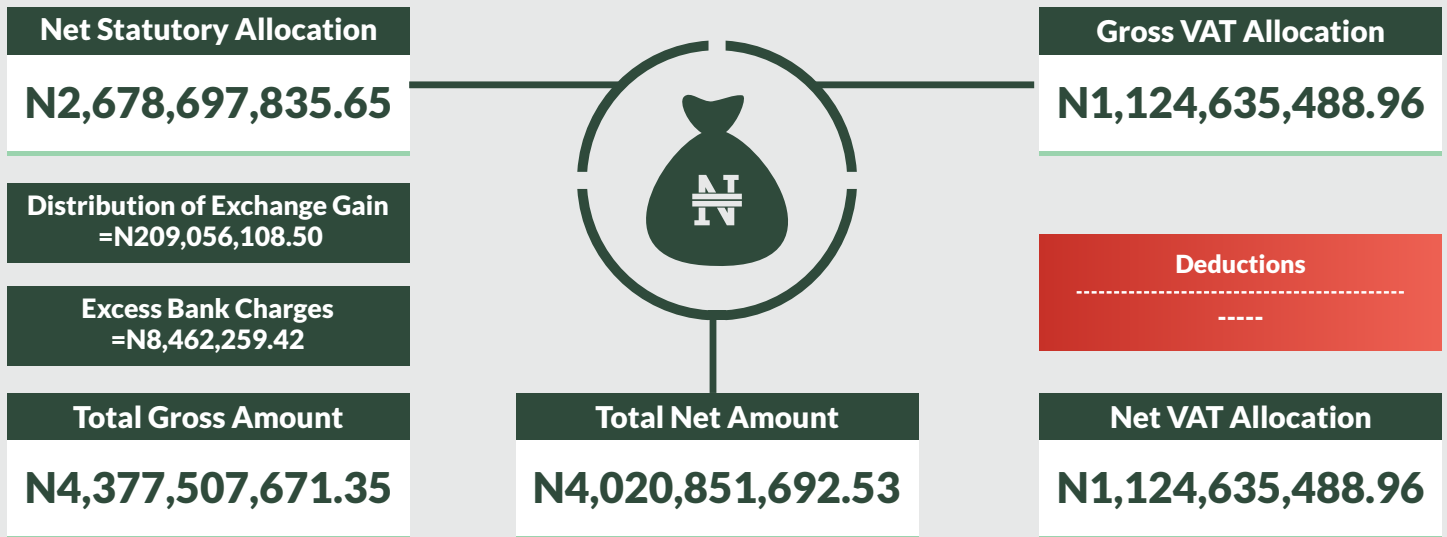 Net Statutory Allocation
N2,678,697,835.65
Gross VAT Allocation
N1,124,635,488.96
₦
Distribution of Exchange Gain
=N209,056,108.50
Excess Bank Charges
=N8,462,259.42
Deductions
--------------------------------------------
-----
Total Gross Amount
N4,377,507,671.35
Total Net Amount
N4,020,851,692.53
Net VAT Allocation
N1,124,635,488.96